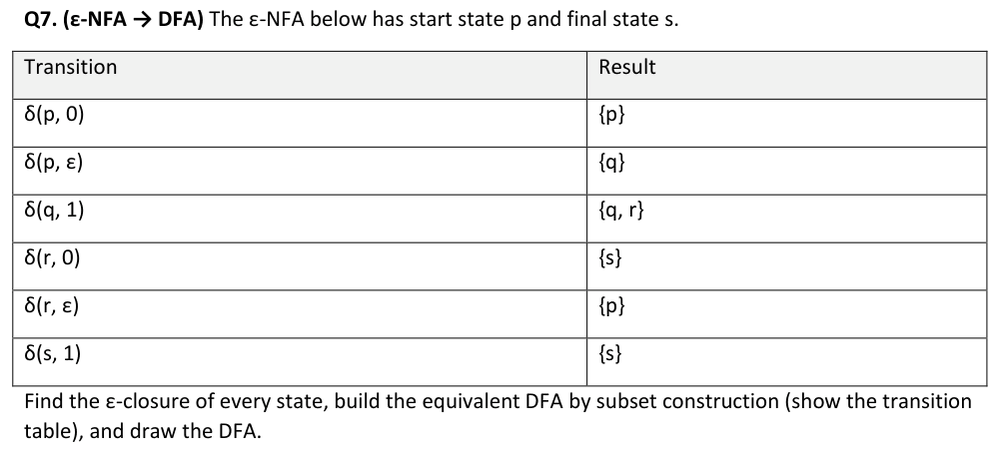 Q7. (ε-NFA → DFA) The ε-NFA below has start state p and final state s.
Transition Result
δ(p, 0) {p}
δ(p, ε) {q}
δ(q, 1) {q, r}
δ(r, 0) {s}
δ(r, ε) {p}
δ(s, 1) {s}
Find the ε-closure of every state, build the equivalent DFA by subset construction (show the transition
table), and draw the DFA.